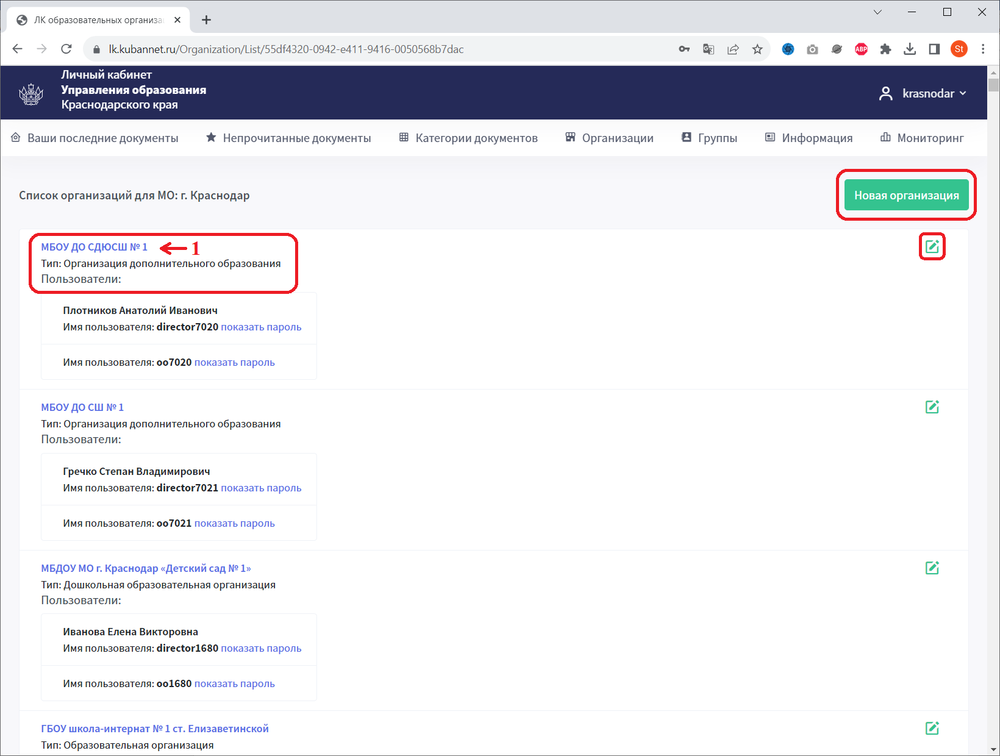 ЛК образовательных организа
lk.kubannet.ru/Organization/List/55df4320-0942-e411-9416-0050568b7dac
ABP
St
Личный кабинет
Управления образования
Краснодарского края
krasnodar
Ваши последние документы
Непрочитанные документы
Категории документов
Организации
Группы
Информация
Мониторинг
Список организаций для МО: г. Краснодар
Новая организация
МБОУ ДО СДЮСШ № 1
1
Тип: Организация дополнительного образования
Пользователи:
Плотников Анатолий Иванович
Имя пользователя: director7020 показать пароль
Имя пользователя: oo7020 показать пароль
МБОУ ДО СШ № 1
Тип: Организация дополнительного образования
Пользователи:
Гречко Степан Владимирович
Имя пользователя: director7021 показать пароль
Имя пользователя: oo7021 показать пароль
МБДОУ МО г. Краснодар «Детский сад № 1»
Тип: Дошкольная образовательная организация
Пользователи:
Иванова Елена Викторовна
Имя пользователя: director1680 показать пароль
Имя пользователя: oo1680 показать пароль
ГБОУ школа-интернат № 1 ст. Елизаветинской
Тип: Образовательная организация